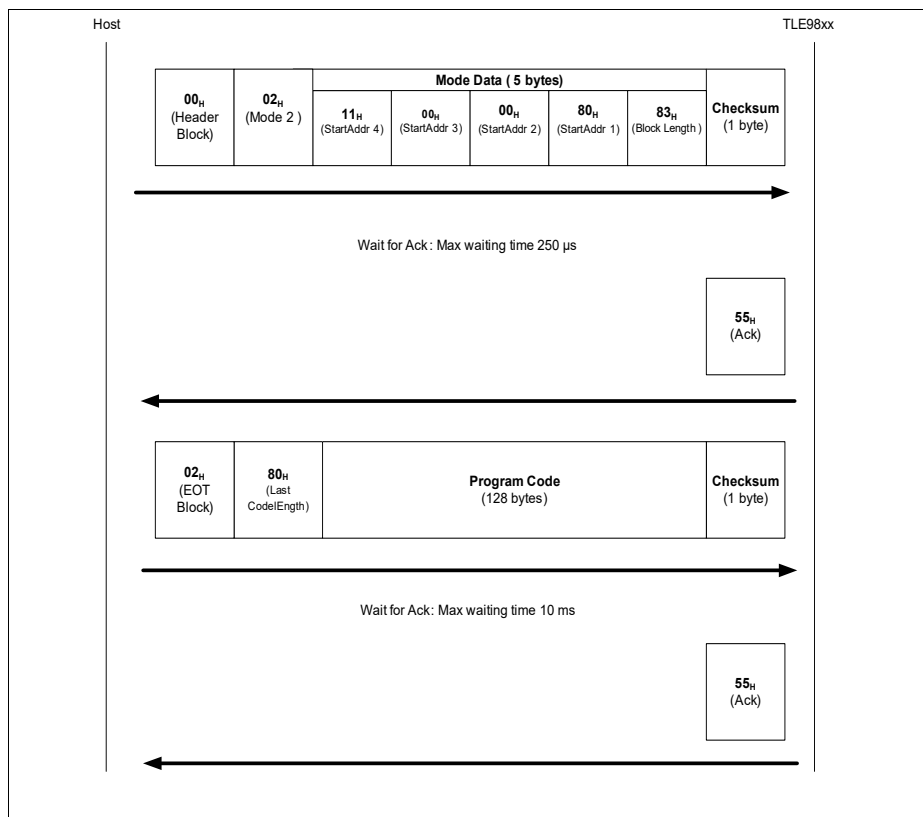 Host TLE98xx
Mode Data ( 5 bytes)
00H
(Header
Block)
02H
(Mode 2 )
11H
(StartAddr 4)
00H
(StartAddr 3)
00H
(StartAddr 2)
80H
(StartAddr 1)
83H
(Block Length )
Checksum
(1 byte)
Wait for Ack : Max waiting time 250 µs
55H
(Ack)
02H
(EOT
Block)
80H
(Last
CodelEngth)
Program Code
(128 bytes)
Checksum
(1 byte)
Wait for Ack : Max waiting time 10 ms
55H
(Ack)